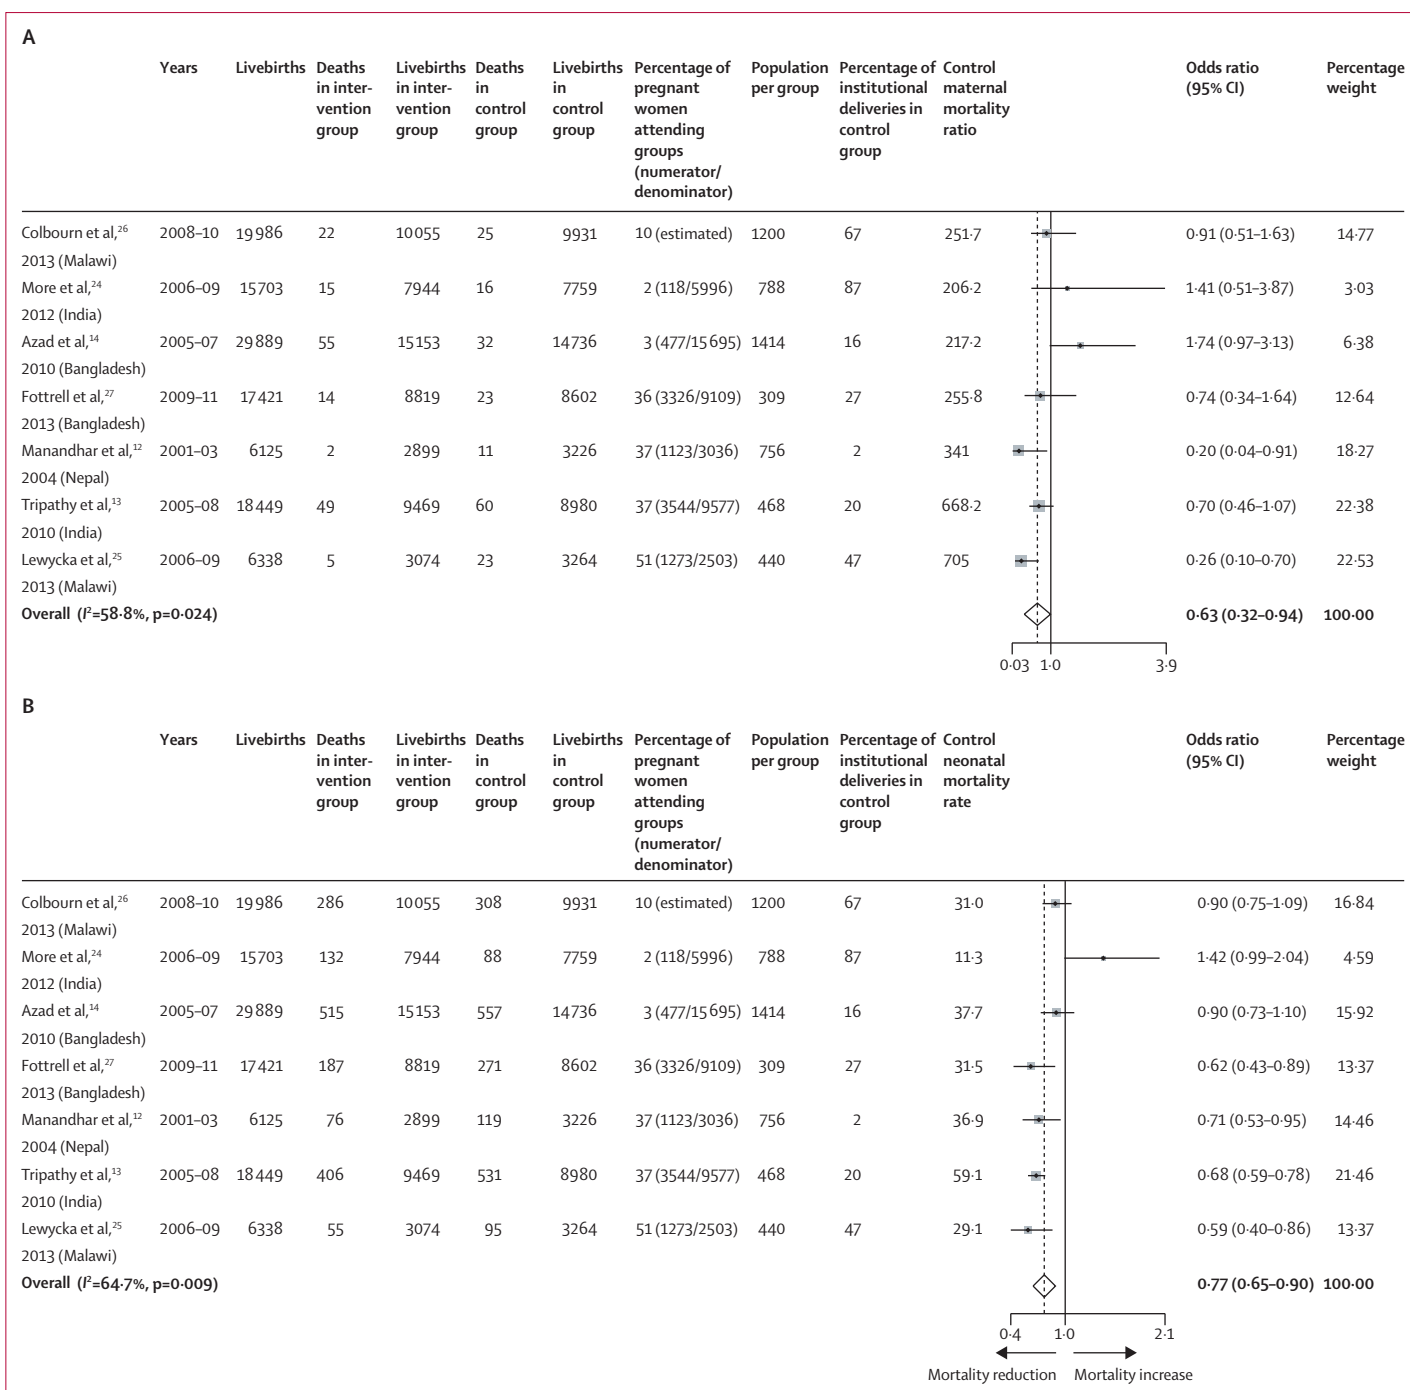 A
Years Livebirths Deaths Livebirths Deaths Livebirths Percentage of Population Percentage of Control Odds ratio Percentage
in inter- in inter- in in pregnant per group institutional maternal (95% CI) weight
vention vention control control women deliveries in mortality
group group group group attending control ratio
groups group
(numerator/
denominator)
Colbourn et al,²⁶ 2008–10 19 986 22 10 055 25 9931 10 (estimated) 1200 67 251·7 0·91 (0·51–1·63) 14·77
2013 (Malawi)
More et al,²⁴ 2006–09 15 703 15 7944 16 7759 2 (118/5996) 788 87 206·2 1·41 (0·51–3·87) 3·03
2012 (India)
Azad et al,¹⁴ 2005–07 29 889 55 15 153 32 14 736 3 (477/15 695) 1414 16 217·2 1·74 (0·97–3·13) 6·38
2010 (Bangladesh)
Fottrell et al,²⁷ 2009–11 17 421 14 8819 23 8602 36 (3326/9109) 309 27 255·8 0·74 (0·34–1·64) 12·64
2013 (Bangladesh)
Manandhar et al,¹² 2001–03 6125 2 2899 11 3226 37 (1123/3036) 756 2 341 0·20 (0·04–0·91) 18·27
2004 (Nepal)
Tripathy et al,¹³ 2005–08 18 449 49 9469 60 8980 37 (3544/9577) 468 20 668·2 0·70 (0·46–1·07) 22·38
2010 (India)
Lewycka et al,²⁵ 2006–09 6338 5 3074 23 3264 51 (1273/2503) 440 47 705 0·26 (0·10–0·70) 22·53
2013 (Malawi)
Overall (I²=58·8%, p=0·024) 0·63 (0·32–0·94) 100·00
0·03 1·0 3·9
B
Years Livebirths Deaths Livebirths Deaths Livebirths Percentage of Population Percentage of Control Odds ratio Percentage
in inter- in inter- in in pregnant per group institutional neonatal (95% CI) weight
vention vention control control women deliveries in mortality
group group group group attending control rate
groups group
(numerator/
denominator)
Colbourn et al,²⁶ 2008–10 19 986 286 10 055 308 9931 10 (estimated) 1200 67 31·0 0·90 (0·75–1·09) 16·84
2013 (Malawi)
More et al,²⁴ 2006–09 15 703 132 7944 88 7759 2 (118/5996) 788 87 11·3 1·42 (0·99–2·04) 4·59
2012 (India)
Azad et al,¹⁴ 2005–07 29 889 515 15 153 557 14 736 3 (477/15 695) 1414 16 37·7 0·90 (0·73–1·10) 15·92
2010 (Bangladesh)
Fottrell et al,²⁷ 2009–11 17 421 187 8819 271 8602 36 (3326/9109) 309 27 31·5 0·62 (0·43–0·89) 13·37
2013 (Bangladesh)
Manandhar et al,¹² 2001–03 6125 76 2899 119 3226 37 (1123/3036) 756 2 36·9 0·71 (0·53–0·95) 14·46
2004 (Nepal)
Tripathy et al,¹³ 2005–08 18 449 406 9469 531 8980 37 (3544/9577) 468 20 59·1 0·68 (0·59–0·78) 21·46
2010 (India)
Lewycka et al,²⁵ 2006–09 6338 55 3074 95 3264 51 (1273/2503) 440 47 29·1 0·59 (0·40–0·86) 13·37
2013 (Malawi)
Overall (I²=64·7%, p=0·009) 0·77 (0·65–0·90) 100·00
0·4 1·0 2·1
Mortality reduction Mortality increase